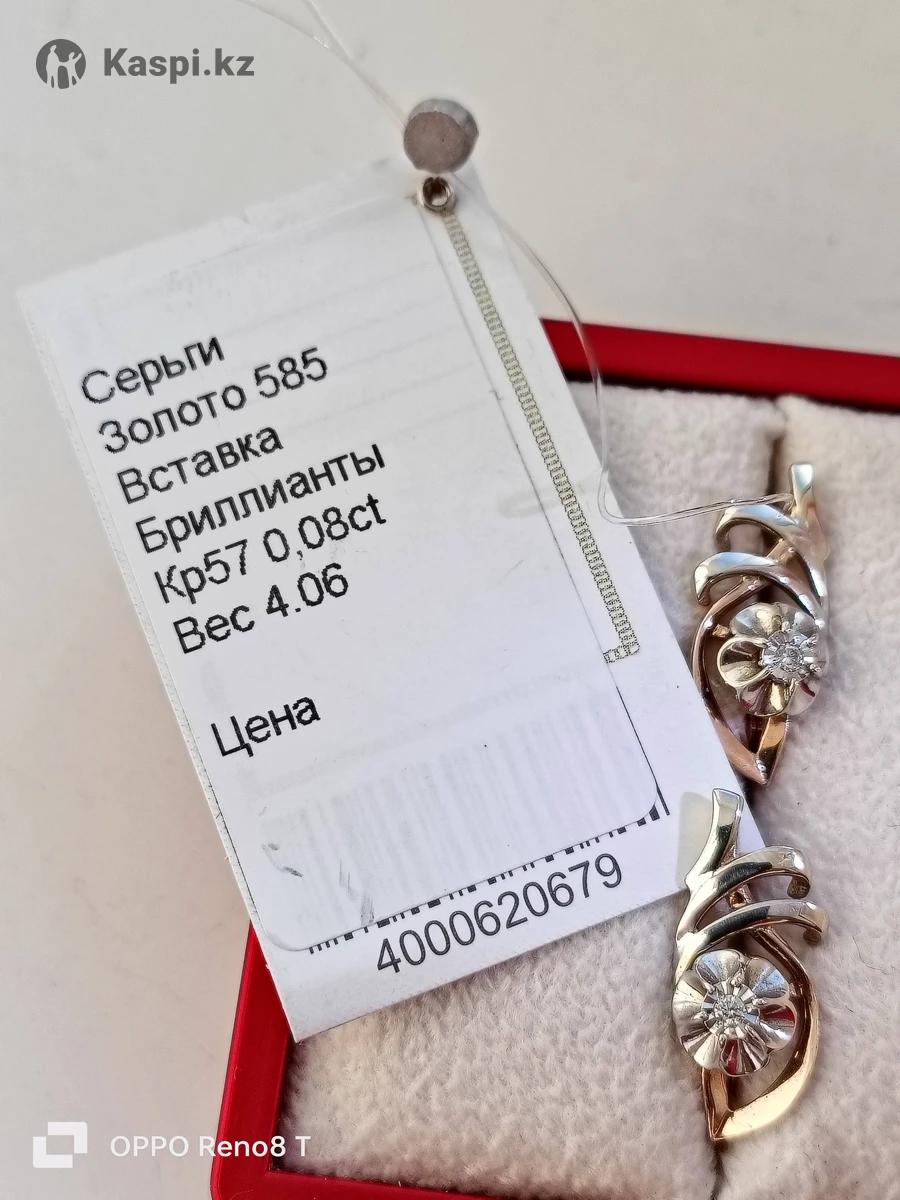 Kaspi.kz
Серьги
Золото 585
Вставка
Бриллианты
Кр57 0,08ct
Вес 4.06
Цена
4000620679
OPPO Reno8 T